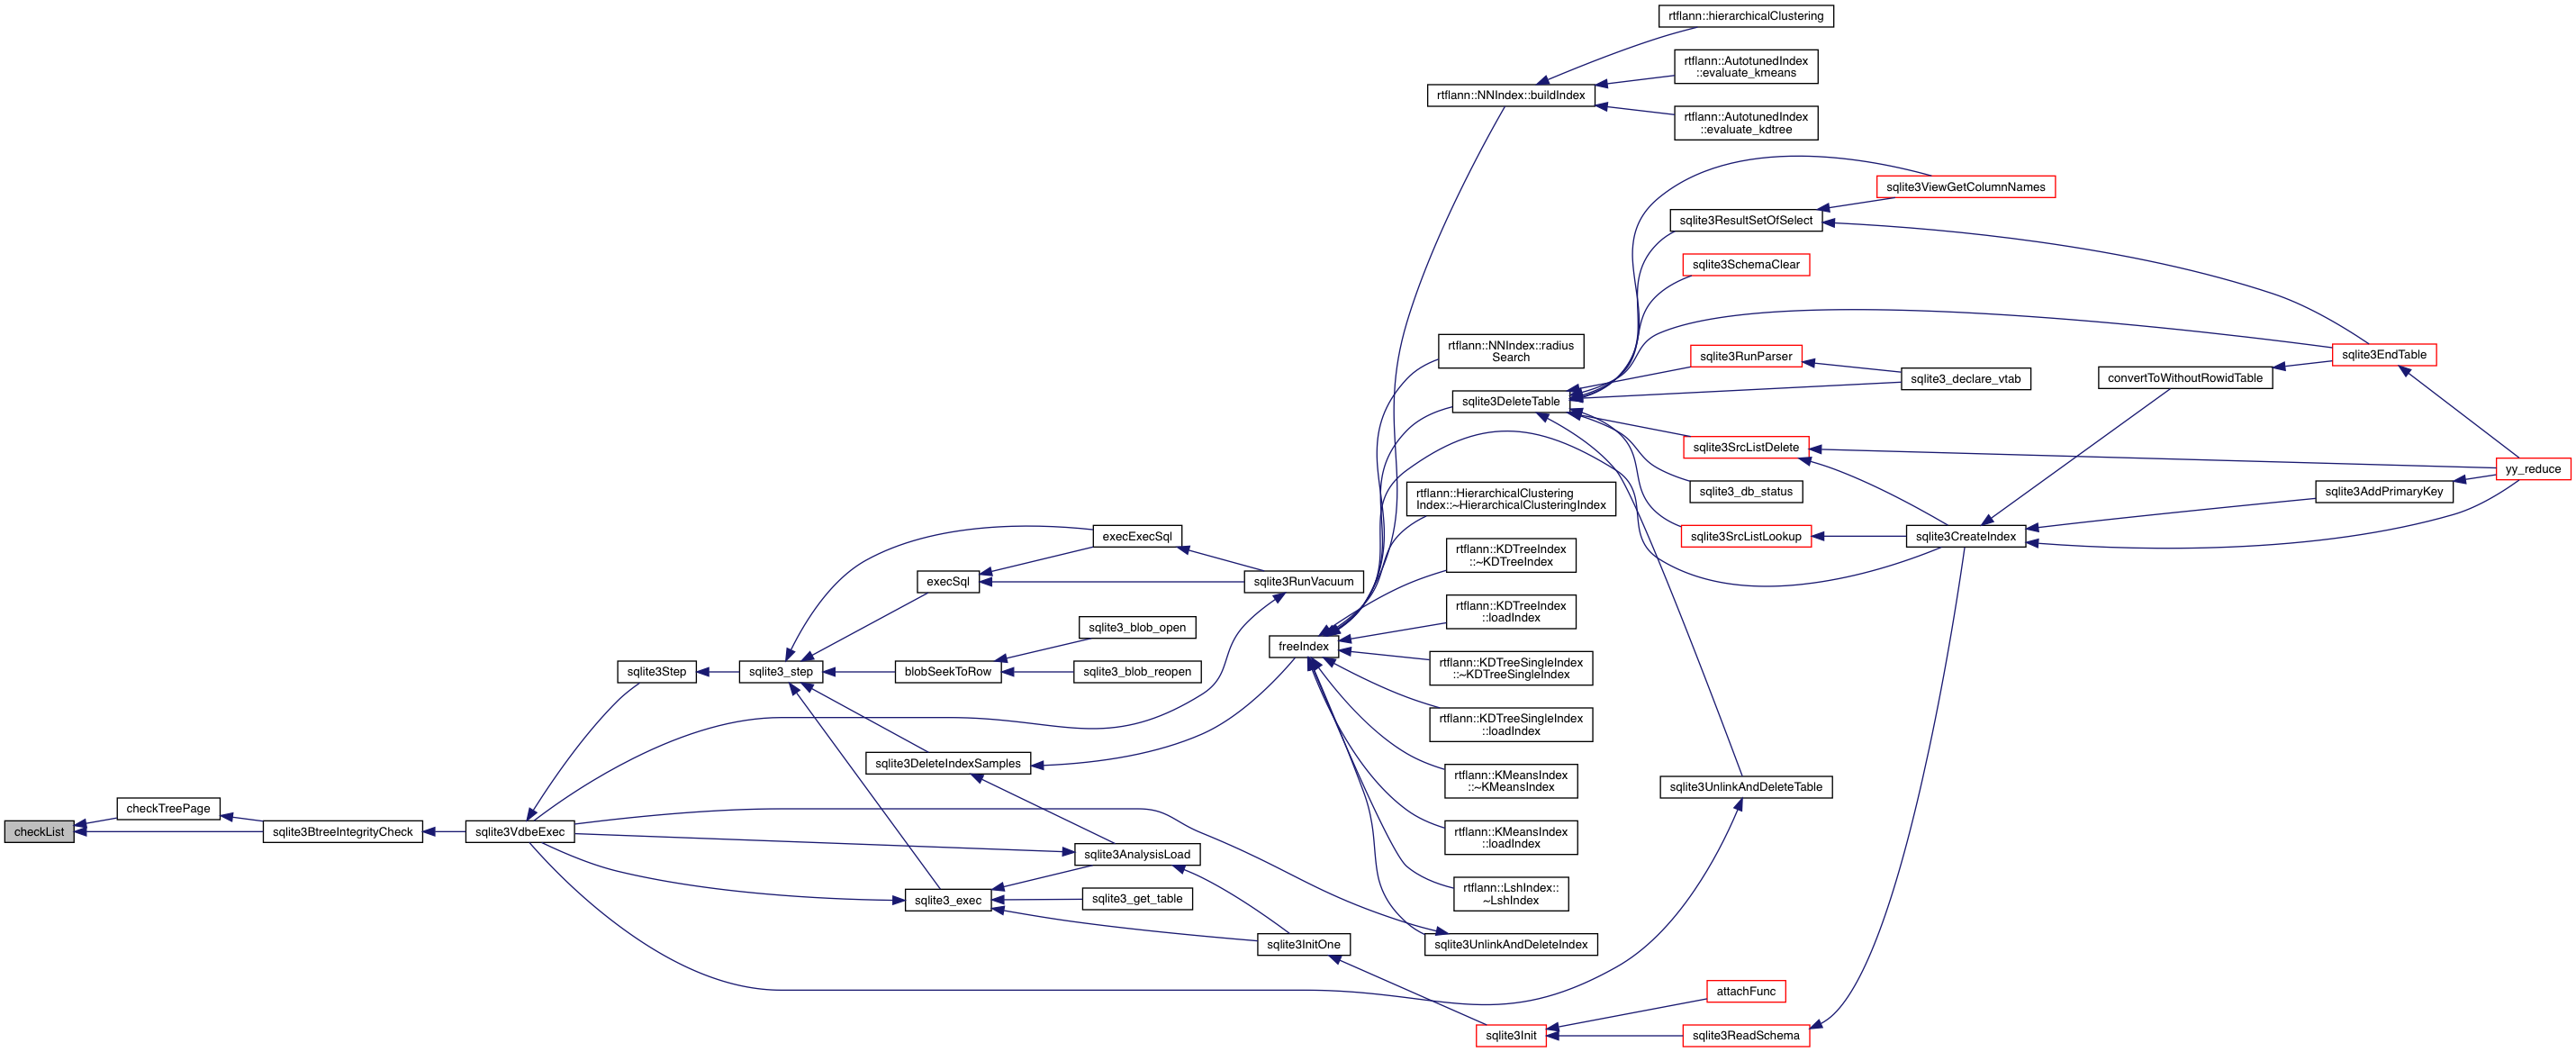 rtflann::hierarchicalClustering
rtflann::AutotunedIndex
::evaluate_kmeans
rtflann::NNIndex::buildIndex
rtflann::AutotunedIndex
::evaluate_kdtree
sqlite3ViewGetColumnNames
sqlite3ResultSetOfSelect
sqlite3SchemaClear
rtflann::NNIndex::radius
Search
sqlite3RunParser
sqlite3EndTable
sqlite3_declare_vtab
convertToWithoutRowidTable
sqlite3DeleteTable
sqlite3SrcListDelete
yy_reduce
sqlite3_db_status
sqlite3AddPrimaryKey
rtflann::HierarchicalClustering
Index::~HierarchicalClusteringIndex
sqlite3SrcListLookup
sqlite3CreateIndex
execExecSql
rtflann::KDTreeIndex
::~KDTreeIndex
execSql
sqlite3RunVacuum
rtflann::KDTreeIndex
::loadIndex
sqlite3_blob_open
freeIndex
rtflann::KDTreeSingleIndex
::~KDTreeSingleIndex
sqlite3Step
sqlite3_step
blobSeekToRow
sqlite3_blob_reopen
rtflann::KDTreeSingleIndex
::loadIndex
sqlite3DeleteIndexSamples
rtflann::KMeansIndex
::~KMeansIndex
sqlite3UnlinkAndDeleteTable
checkTreePage
checkList
sqlite3BtreeIntegrityCheck
sqlite3VdbeExec
rtflann::KMeansIndex
::loadIndex
sqlite3AnalysisLoad
rtflann::LshIndex::
~LshIndex
sqlite3_exec
sqlite3_get_table
sqlite3InitOne
sqlite3UnlinkAndDeleteIndex
attachFunc
sqlite3Init
sqlite3ReadSchema